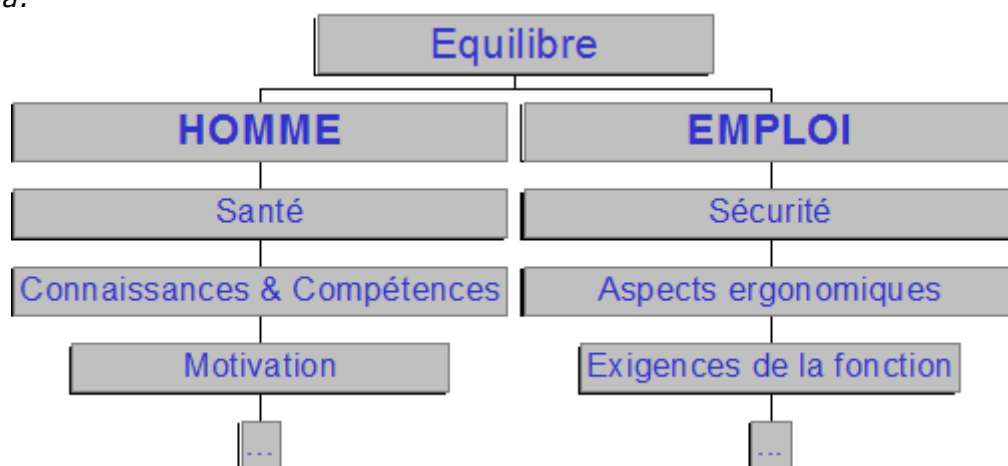 Equilibre
HOMME
EMPLOI
Santé
Sécurité
Connaissances & Compétences
Aspects ergonomiques
Motivation
Exigences de la fonction
...
...